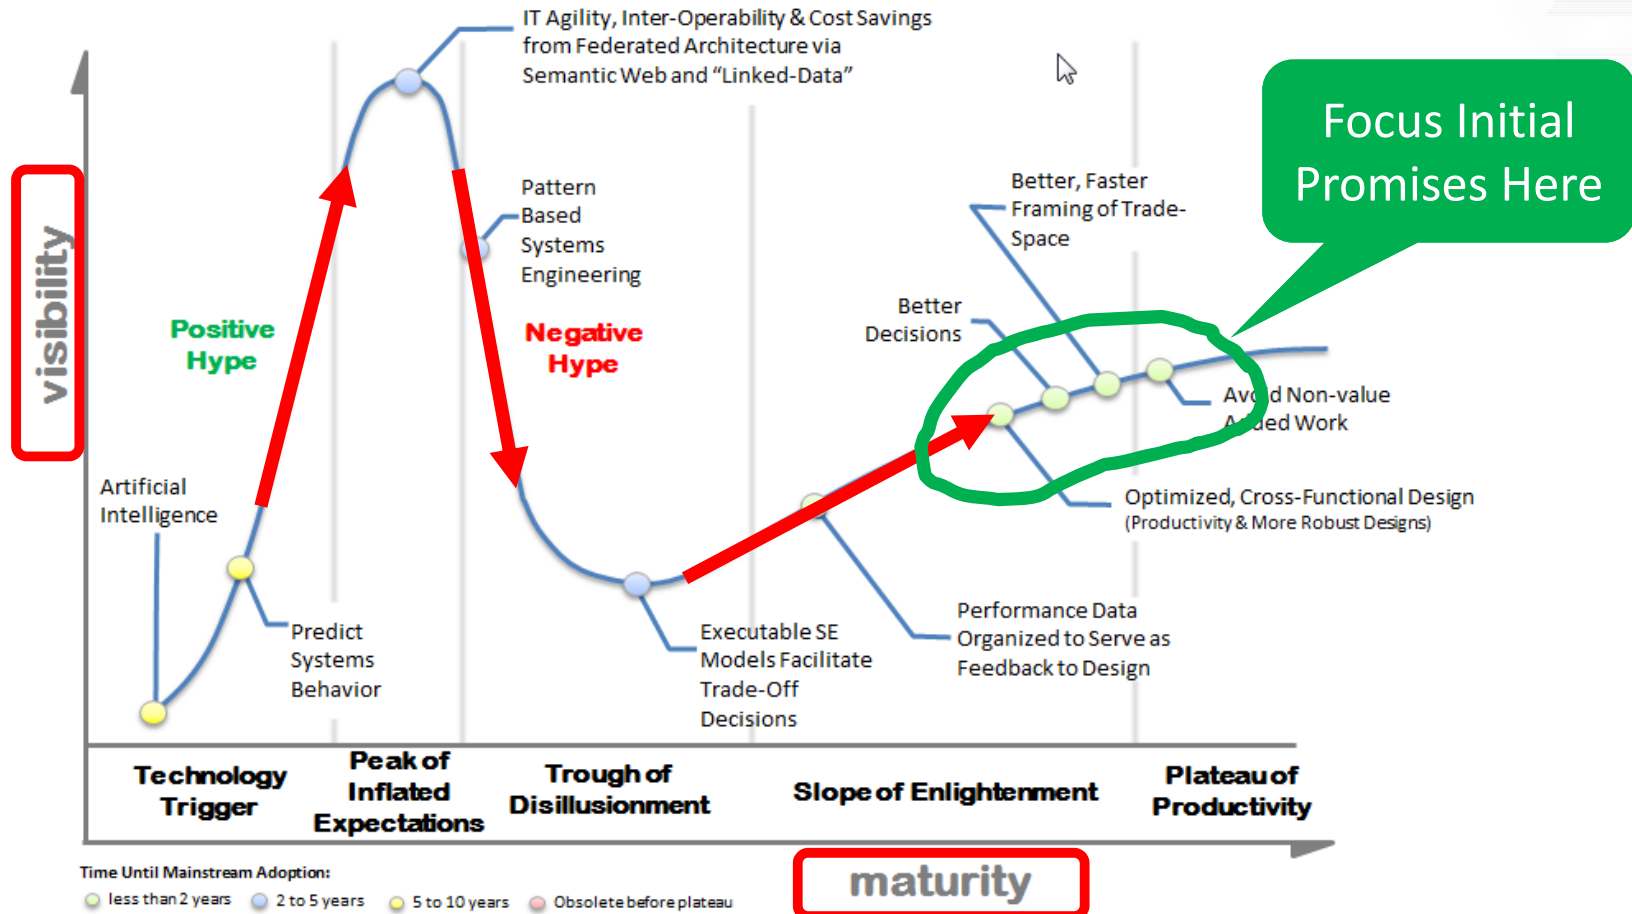 IT Agility, Inter-Operability & Cost Savings
from Federated Architecture via
Semantic Web and “Linked-Data”
Focus Initial
Promises Here
visibility
Pattern
Based
Systems
Engineering
Better, Faster
Framing of Trade-
Space
Better
Decisions
Positive
Hype
Negative
Hype
Avoid Non-value
Added Work
Artificial
Intelligence
Optimized, Cross-Functional Design
(Productivity & More Robust Designs)
Predict
Systems
Behavior
Executable SE
Models Facilitate
Trade-Off
Decisions
Performance Data
Organized to Serve as
Feedback to Design
Technology
Trigger
Peak of
Inflated
Expectations
Trough of
Disillusionment
Slope of Enlightenment
Plateau of
Productivity
maturity
Time Until Mainstream Adoption:
less than 2 years
2 to 5 years
5 to 10 years
Obsolete before plateau